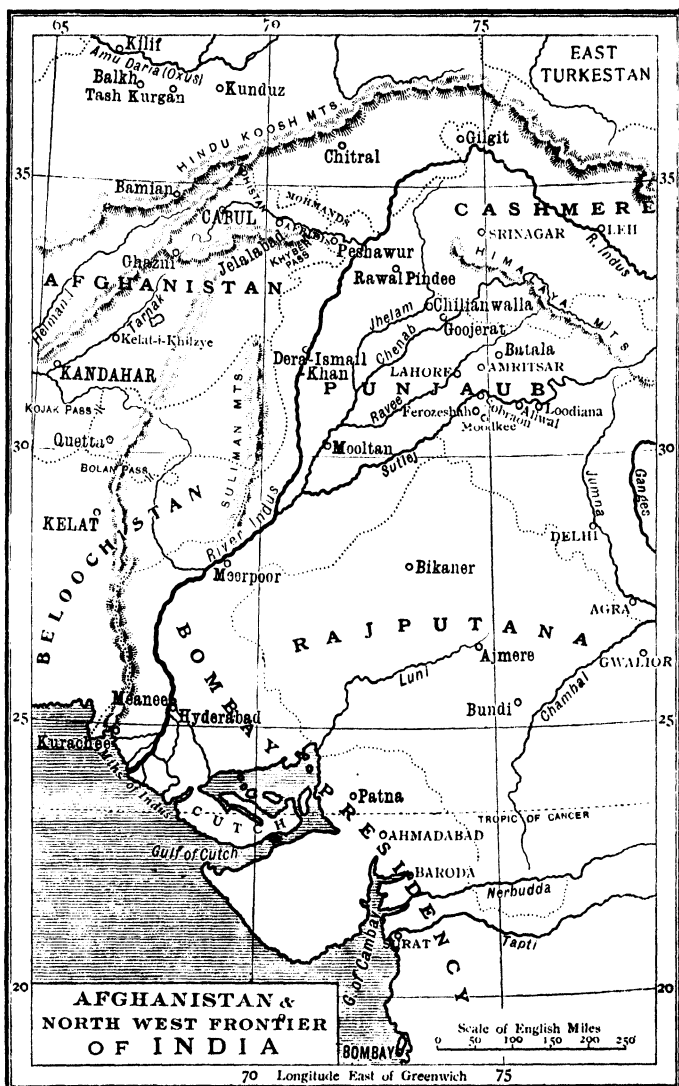 65
70
75
Kilif
Amu Daria (Oxus)
Balkh
Tash Kurgan
Kunduz
EAST
TURKESTAN
HINDU KOOSH MTS.
Gilgit
Chitral
35
35
Bamian
MOHMANDS
CABUL
CASHMERE
SRINAGAR
LEH
R. Indus
Jelalabad
KHYBER
PASS
Peshawur
Ghazni
Rawal Pindee
HIMALAYA MTS
AFGHANISTAN
Helmand
Tarnak
Kelat-i-Khilzye
Jhelam
Chilianwalla
Chenab
Goojerat
Dera-Ismail
Khan
Butala
KANDAHAR
LAHORE
AMRITSAR
PUNJAUB
Ravee
Ferozeshah
Sobraon
Aliwal
Loodiana
Moodkee
KOJAK PASS
Quetta
BOLAN PASS
SULIMAN MTS.
Mooltan
Sutlej
30
30
Jumna
Ganges
KELAT
River Indus
DELHI
BELOOCHISTAN
Meerpoor
Bikaner
AGRA
RAJPUTANA
BOMBAY PRESIDENCY
Ajmere
GWALIOR
Luni
Chambal
Bundi
Meanee
Hyderabad
25
25
Kurachee
Mths. of Indus
CUTCH
Patna
TROPIC OF CANCER
AHMADABAD
Gulf of Cutch
BARODA
Nerbudda
G. of Cambay
SURAT
Tapti
20
20
AFGHANISTAN &
NORTH WEST FRONTIER
OF INDIA
Scale of English Miles
0 50 100 150 200 250
BOMBAY
70
Longitude East of Greenwich
75